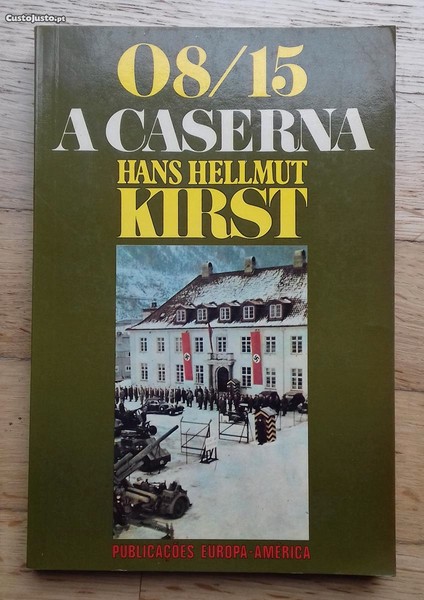 CustoJusto.pt
08/15
A CASERNA
HANS HELLMUT
KIRST
PUBLICAÇÕES EUROPA-AMÉRICA